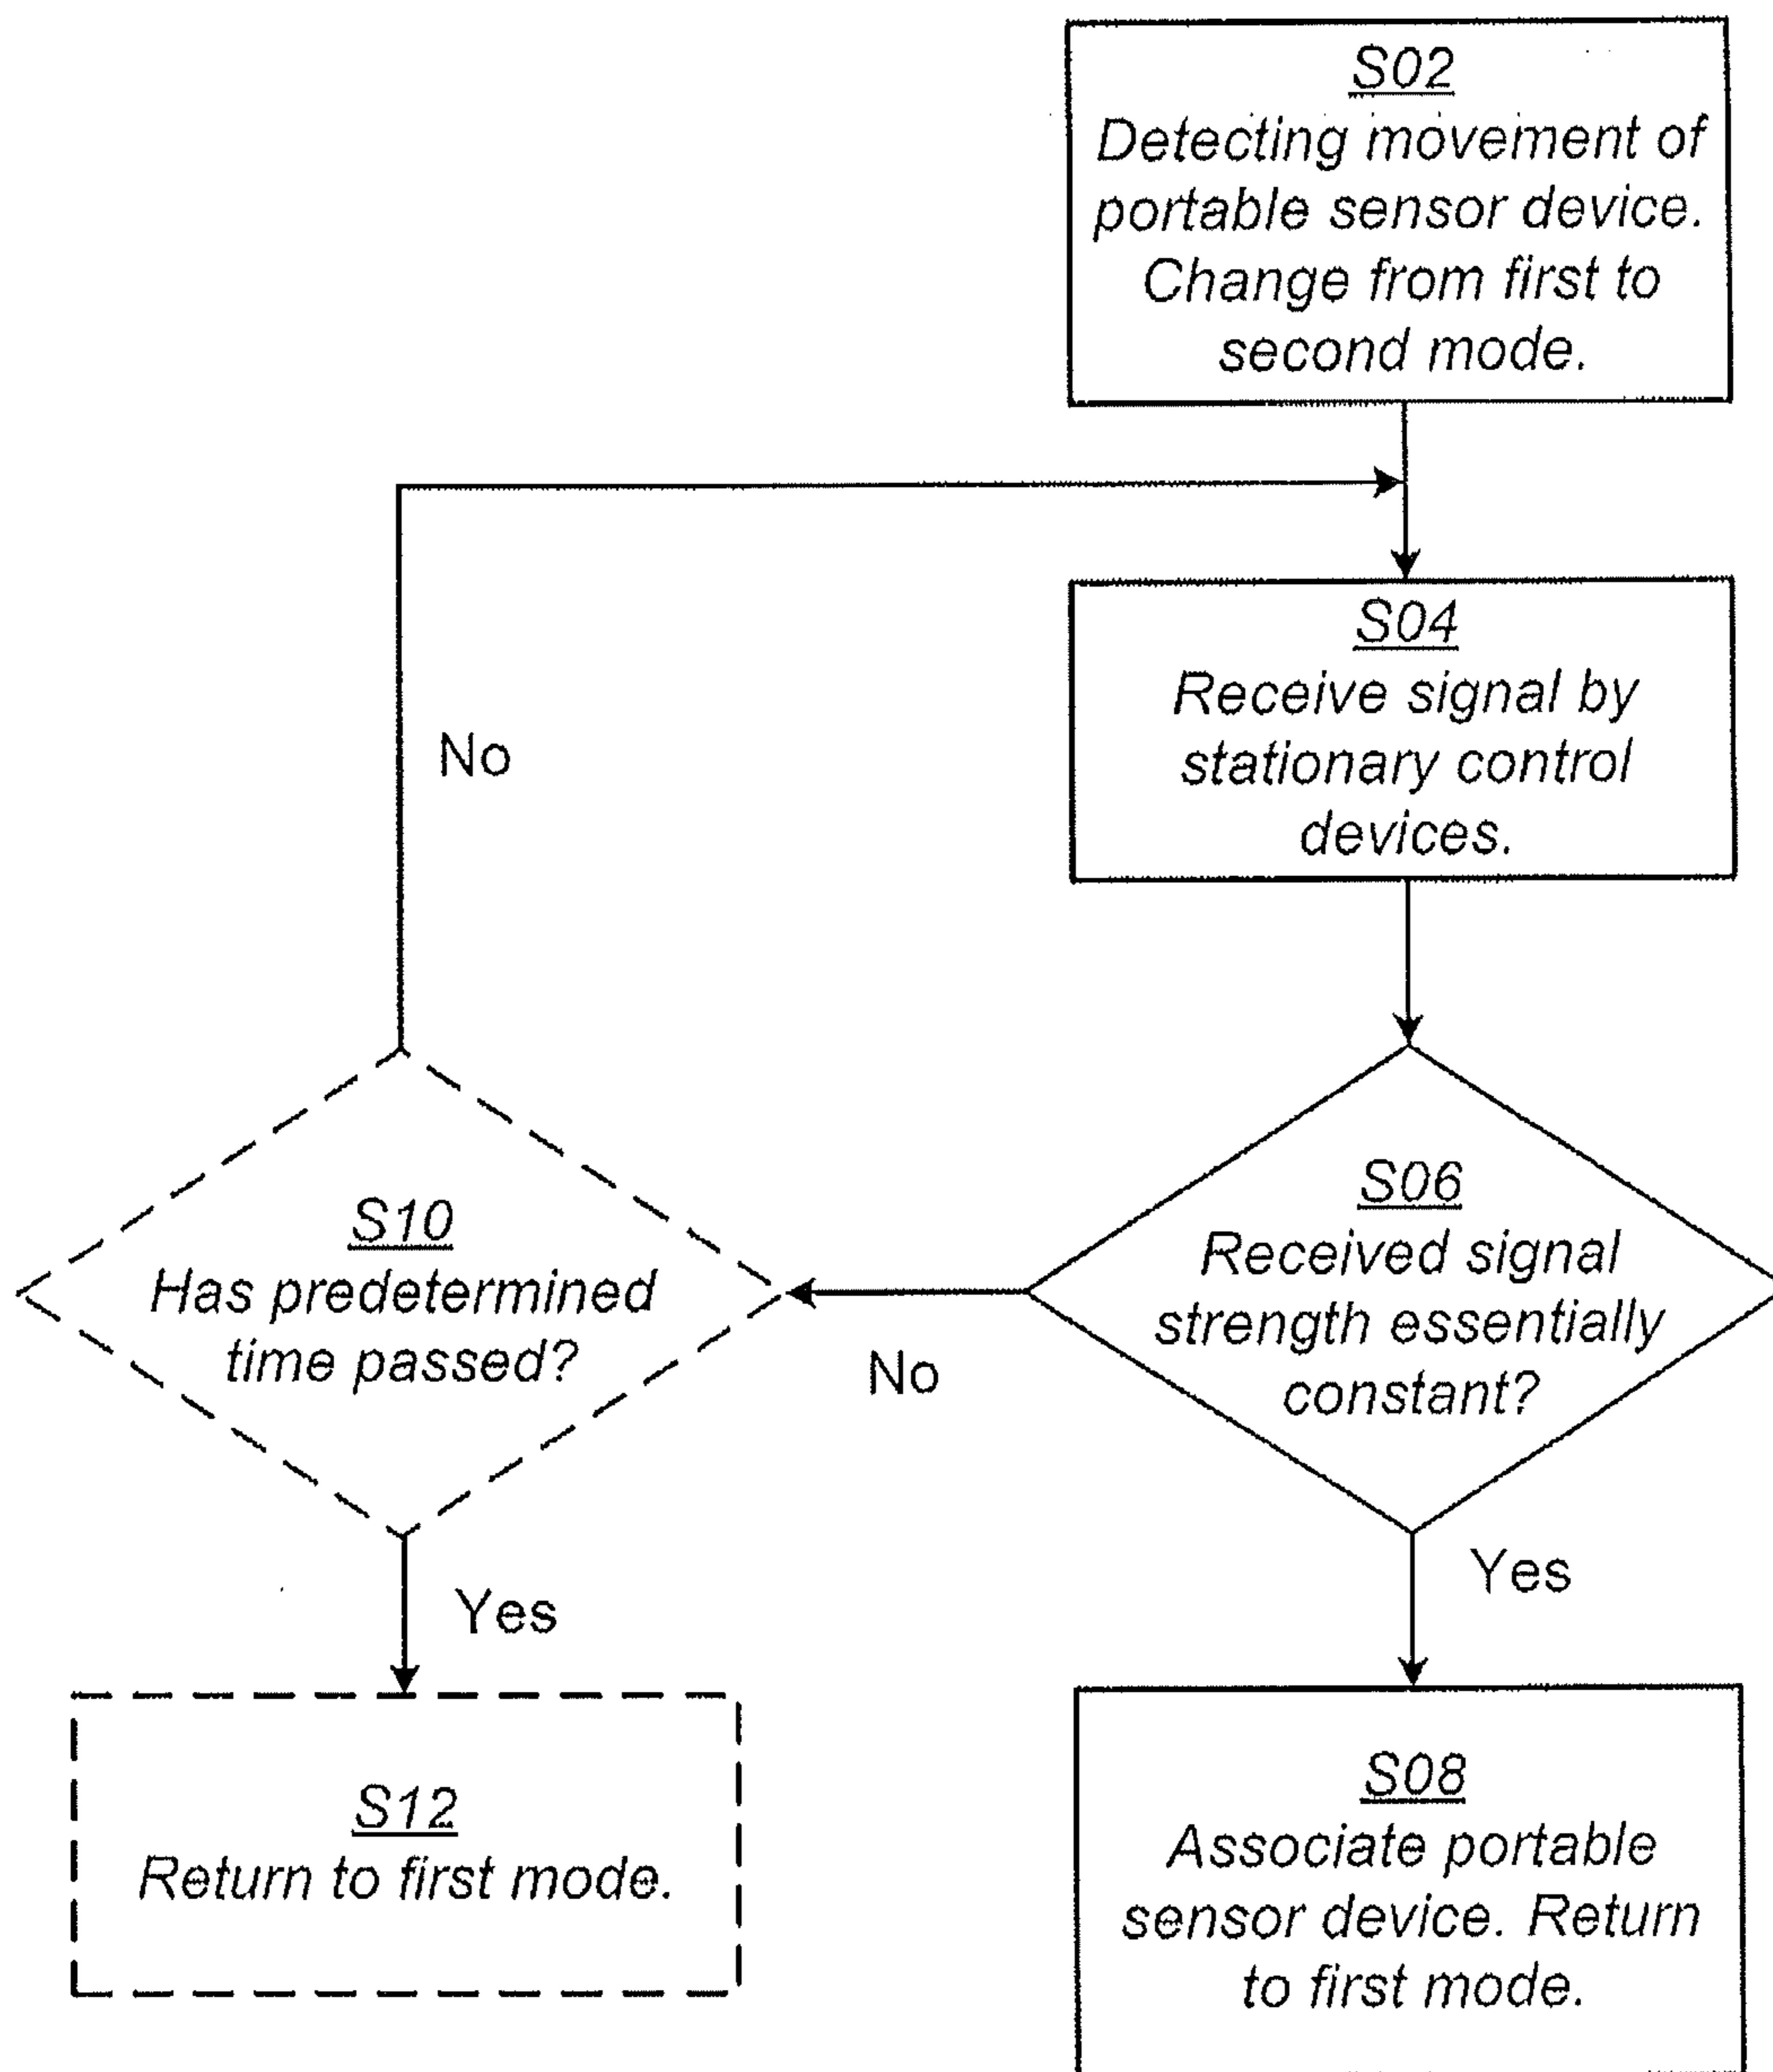 S02
Detecting movement of
portable sensor device.
Change from first to
second mode.
No
S04
Receive signal by
stationary control
devices.
S06
Received signal
strength essentially
constant?
No
S10
Has predetermined
time passed?
Yes
Yes
S12
Return to first mode.
S08
Associate portable
sensor device. Return
to first mode.